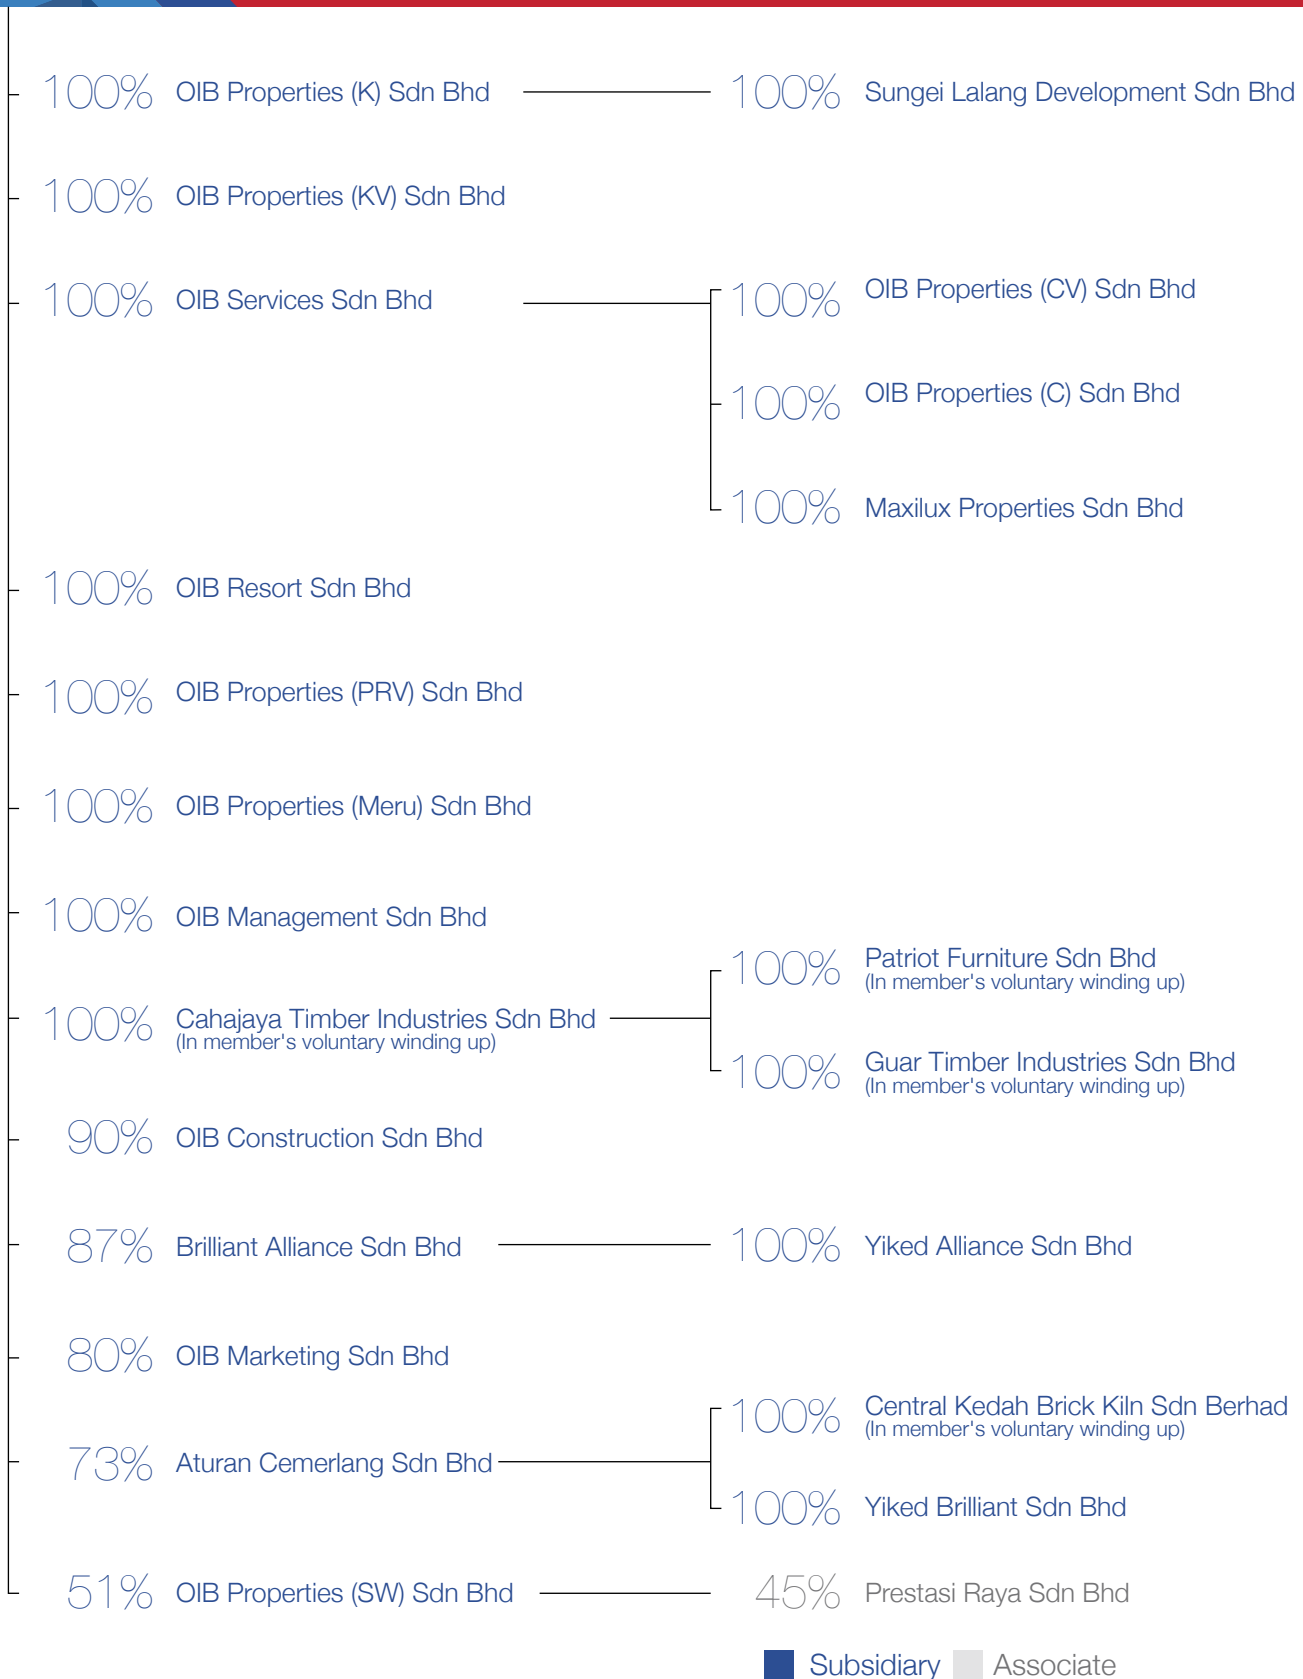 100% OIB Properties (K) Sdn Bhd 100% Sungei Lalang Development Sdn Bhd
100% OIB Properties (KV) Sdn Bhd
100% OIB Services Sdn Bhd
100% OIB Properties (CV) Sdn Bhd
100% OIB Properties (C) Sdn Bhd
100% Maxilux Properties Sdn Bhd
100% OIB Resort Sdn Bhd
100% OIB Properties (PRV) Sdn Bhd
100% OIB Properties (Meru) Sdn Bhd
100% OIB Management Sdn Bhd
100% Cahajaya Timber Industries Sdn Bhd
(In member's voluntary winding up)
100% Patriot Furniture Sdn Bhd
(In member's voluntary winding up)
100% Guar Timber Industries Sdn Bhd
(In member's voluntary winding up)
90% OIB Construction Sdn Bhd
87% Brilliant Alliance Sdn Bhd 100% Yiked Alliance Sdn Bhd
80% OIB Marketing Sdn Bhd
73% Aturan Cemerlang Sdn Bhd
100% Central Kedah Brick Kiln Sdn Berhad
(In member's voluntary winding up)
100% Yiked Brilliant Sdn Bhd
51% OIB Properties (SW) Sdn Bhd 45% Prestasi Raya Sdn Bhd
Subsidiary Associate